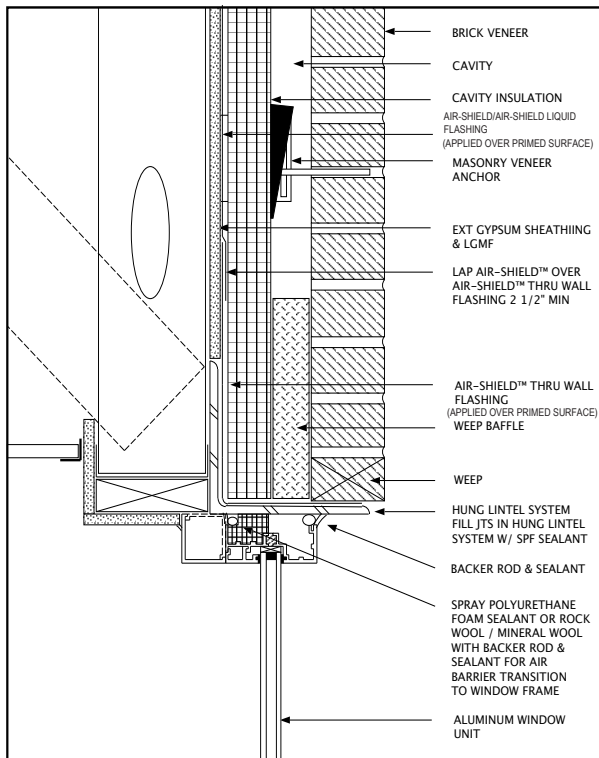 BRICK VENEER
CAVITY
CAVITY INSULATION
AIR-SHIELD/AIR-SHIELD LIQUID
FLASHING
(APPLIED OVER PRIMED SURFACE)
MASONRY VENEER
ANCHOR
EXT GYPSUM SHEATHIING
& LGMF
LAP AIR-SHIELD™ OVER
AIR-SHIELD™ THRU WALL
FLASHING 2 1/2" MIN
AIR-SHIELD™ THRU WALL
FLASHING
(APPLIED OVER PRIMED SURFACE)
WEEP BAFFLE
WEEP
HUNG LINTEL SYSTEM
FILL JTS IN HUNG LINTEL
SYSTEM W/ SPF SEALANT
BACKER ROD & SEALANT
SPRAY POLYURETHANE
FOAM SEALANT OR ROCK
WOOL / MINERAL WOOL
WITH BACKER ROD &
SEALANT FOR AIR
BARRIER TRANSITION
TO WINDOW FRAME
ALUMINUM WINDOW
UNIT